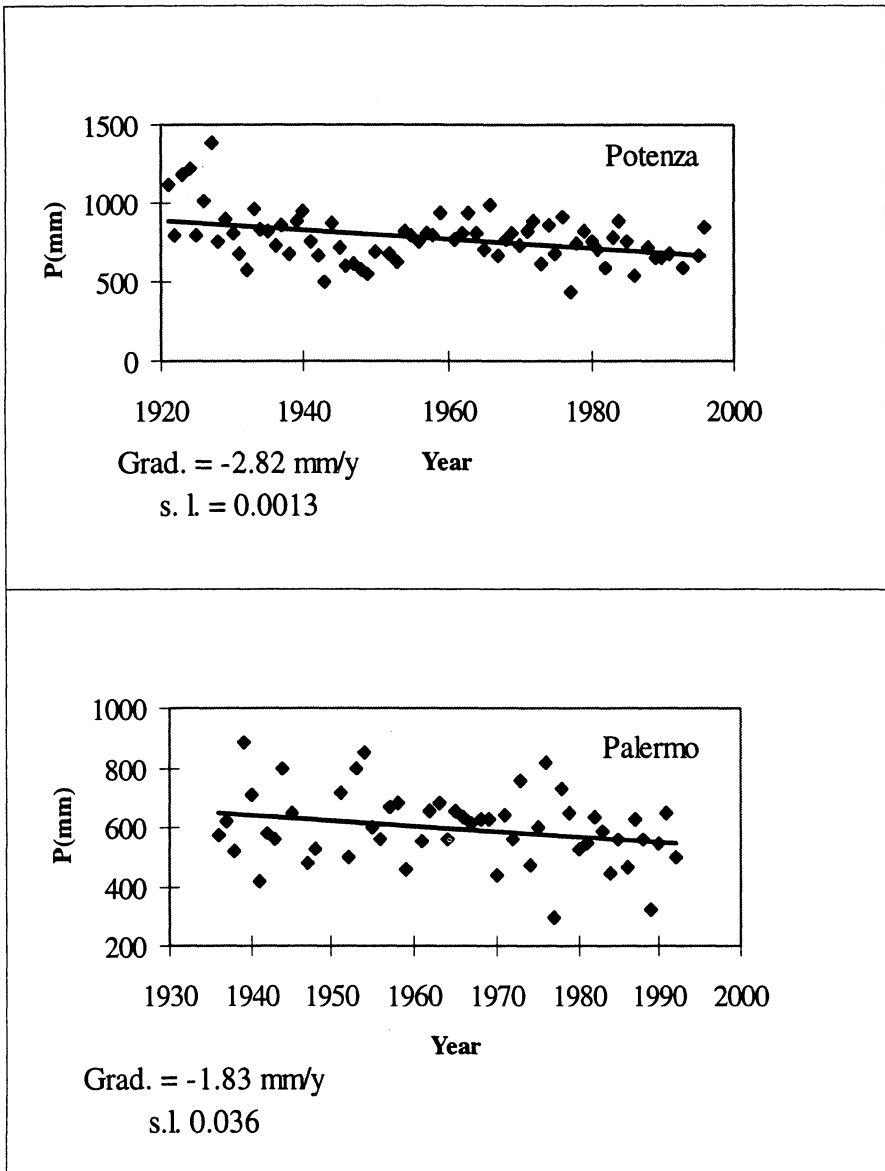 1500
Potenza
1000
P(mm)
500
0
1920 1940 1960 1980 2000
Grad. = -2.82 mm/y Year
s. l. = 0.0013
1000
Palermo
800
P(mm)
600
400
200
1930 1940 1950 1960 1970 1980 1990 2000
Year
Grad. = -1.83 mm/y
s.l. 0.036